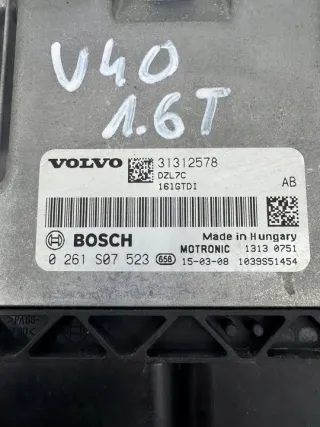 V40
1.6T
VOLVO 31312578
DZL7C
161GTDI AB
Made in Hungary
BOSCH MOTRONIC 1313 0751
0 261 S07 523 656 15-03-08 1039S51454